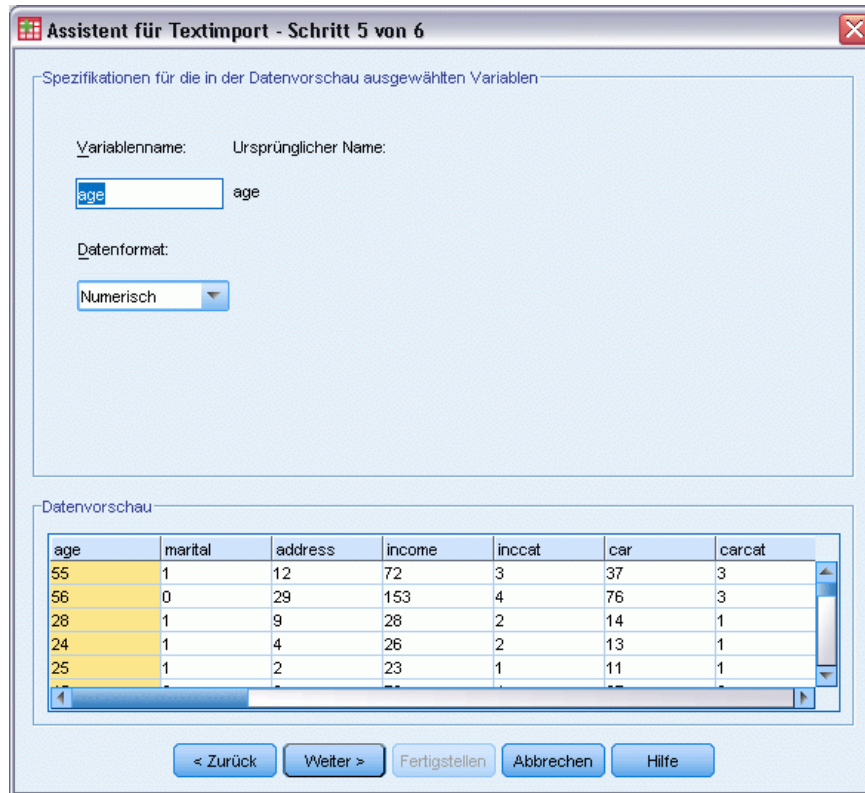 Assistent für Textimport - Schritt 5 von 6
Spezifikationen für die in der Datenvorschau ausgewählten Variablen
Variablenname: Ursprünglicher Name:
age age
Datenformat:
Numerisch
Datenvorschau
age marital address income inccat car carcat
55 1 12 72 3 37 3
56 0 29 153 4 76 3
28 1 9 28 2 14 1
24 1 4 26 2 13 1
25 1 2 23 1 11 1
< Zurück Weiter > Fertigstellen Abbrechen Hilfe